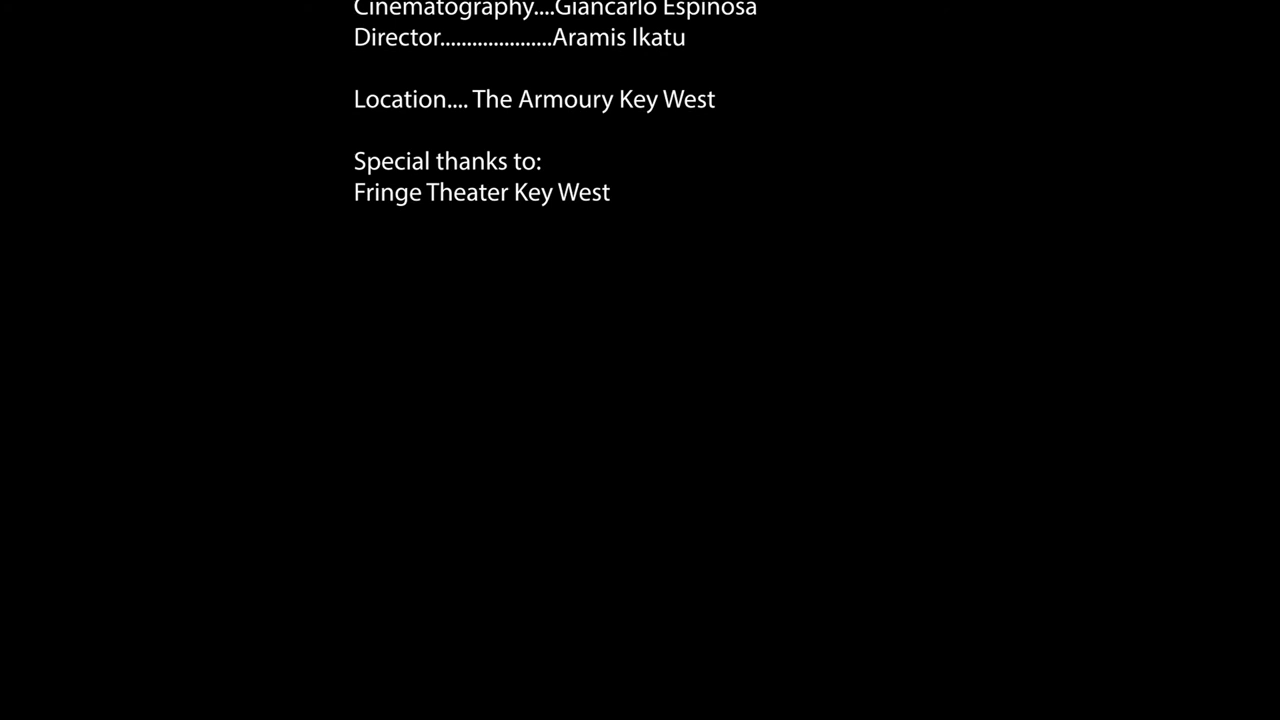 Cinematography....Giancarlo Espinosa
Director.....................Aramis Ikatu
Location.... The Armoury Key West
Special thanks to:
Fringe Theater Key West